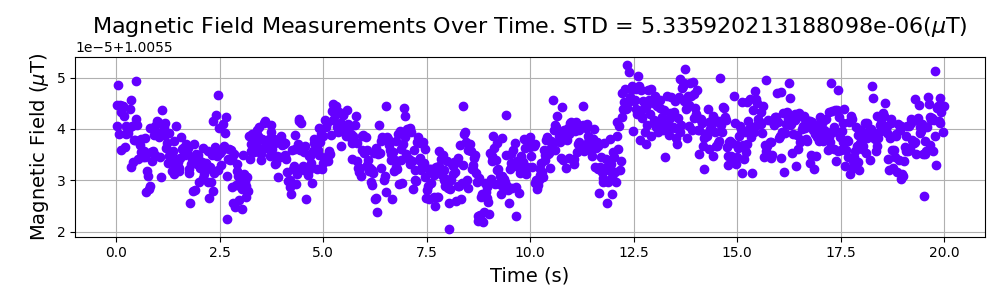 Magnetic Field Measurements Over Time. STD = 5.335920213188098e-06(μT)
1e−5+1.0055
Magnetic Field (μT)
5
4
3
2
0.0 2.5 5.0 7.5 10.0 12.5 15.0 17.5 20.0
Time (s)